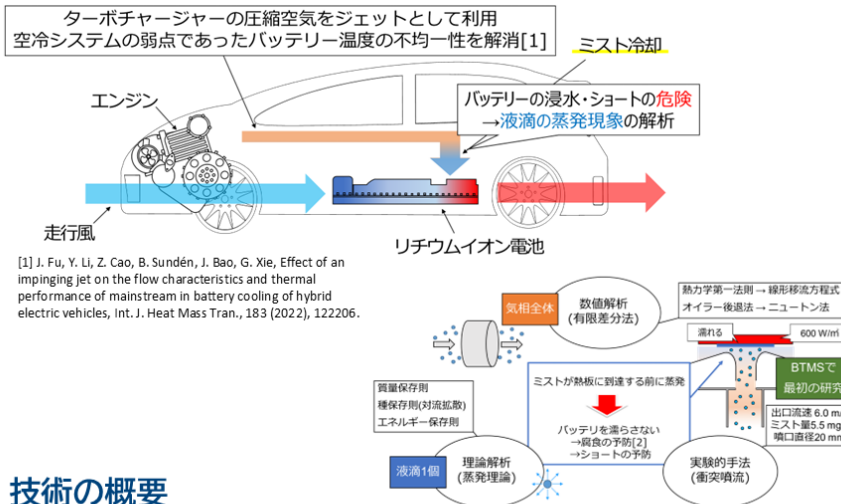 ターボチャージャーの圧縮空気をジェットとして利用
空冷システムの弱点であったバッテリー温度の不均一性を解消[1]
ミスト冷却
エンジン
バッテリーの浸水・ショートの危険
→液滴の蒸発現象の解析
走行風
リチウムイオン電池
[1] J. Fu, Y. Li, Z. Cao, B. Sundén, J. Bao, G. Xie, Effect of an
impinging jet on the flow characteristics and thermal
performance of mainstream in battery cooling of hybrid
electric vehicles, Int. J. Heat Mass Tran., 183 (2022), 122206.
気相全体
数値解析
(有限差分法)
熱力学第一法則 → 線形移流方程式
オイラー後退法 → ニュートン法
濡れる
600 W/㎡
BTMSで
最初の研究
質量保存則
種保存則(対流拡散)
エネルギー保存則
ミストが熱板に到達する前に蒸発
バッテリを濡らさない
→腐食の予防[2]
→ショートの予防
出口流速 6.0 m/
ミスト量5.5 mg
噴口直径20 mm
液滴1個
理論解析
(蒸発理論)
実験的手法
(衝突噴流)
技術の概要